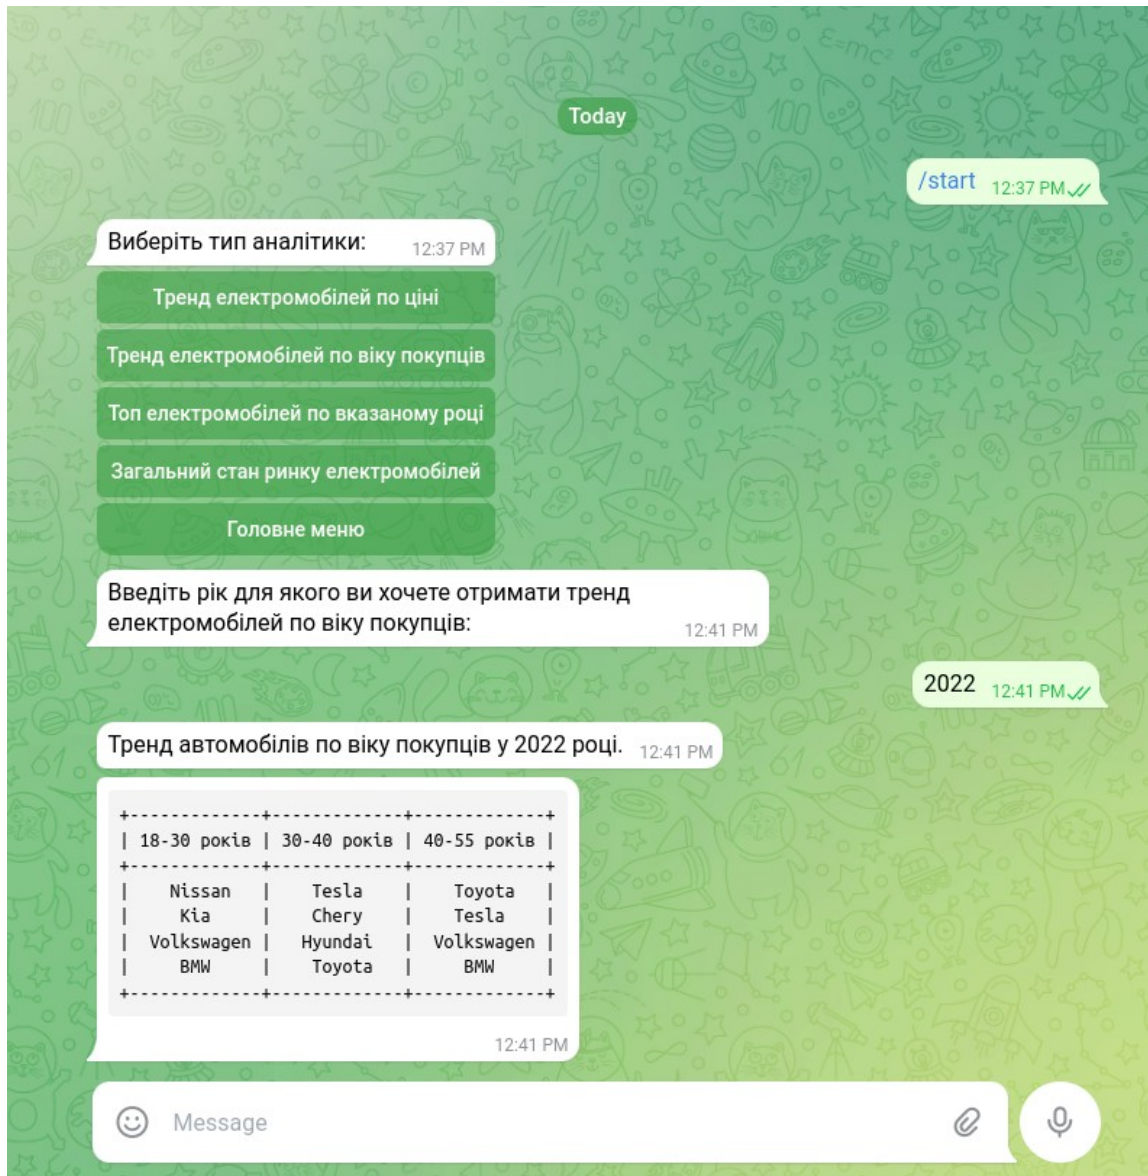 Today
/start 12:37 PM
Виберіть тип аналітики: 12:37 PM
Тренд електромобілей по ціні
Тренд електромобілей по віку покупців
Топ електромобілей по вказаному році
Загальний стан ринку електромобілей
Головне меню
Введіть рік для якого ви хочете отримати тренд
електромобілей по віку покупців: 12:41 PM
2022 12:41 PM
Тренд автомобілів по віку покупців у 2022 році. 12:41 PM
+-------------+-------------+-------------+
| 18-30 років | 30-40 років | 40-55 років |
+-------------+-------------+-------------+
| Nissan | Tesla | Toyota |
| Kia | Chery | Tesla |
| Volkswagen | Hyundai | Volkswagen |
| BMW | Toyota | BMW |
+-------------+-------------+-------------+
12:41 PM
Message